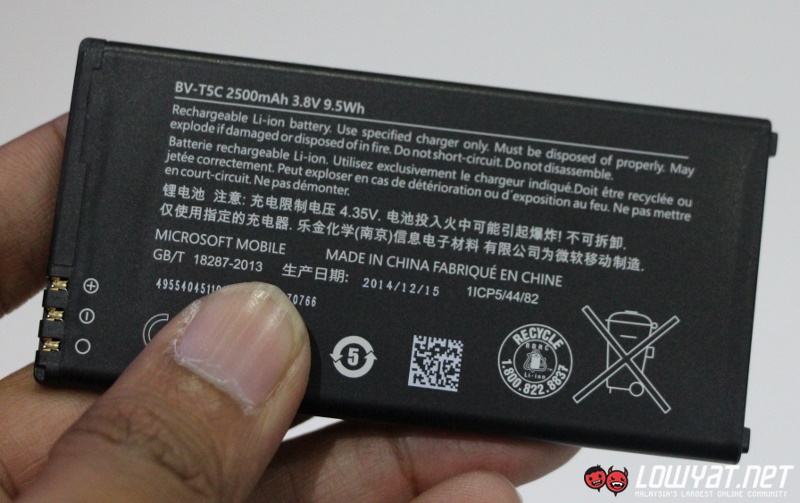 BV-T5C 2500mAh 3.8V 9.5Wh
Rechargeable Li-ion battery. Use specified charger only. Must be disposed of properly. May
explode if damaged or disposed of in fire. Do not short-circuit. Do not disassemble.
Batterie rechargeable Li-ion. Utilisez exclusivement le chargeur indiqué.Doit être recyclée ou
jetée correctement. Peut exploser en cas de détérioration ou d'exposition au feu. Ne pas mettre
en court-circuit. Ne pas démonter.
锂电池 注意: 充电限制电压 4.35V. 电池投入火中可能引起爆炸! 不可拆卸.
仅使用指定的充电器. 乐金化学(南京)信息电子材料 有限公司为微软移动制造.
MICROSOFT MOBILE MADE IN CHINA FABRIQUÉ EN CHINE
GB/T 18287-2013 生产日期: 2014/12/15 1ICP5/44/82
5
RECYCLE
RBRC
Li-ion
1.800.822.8837
LOWYAT.NET
MALAYSIA'S LARGEST ONLINE COMMUNITY